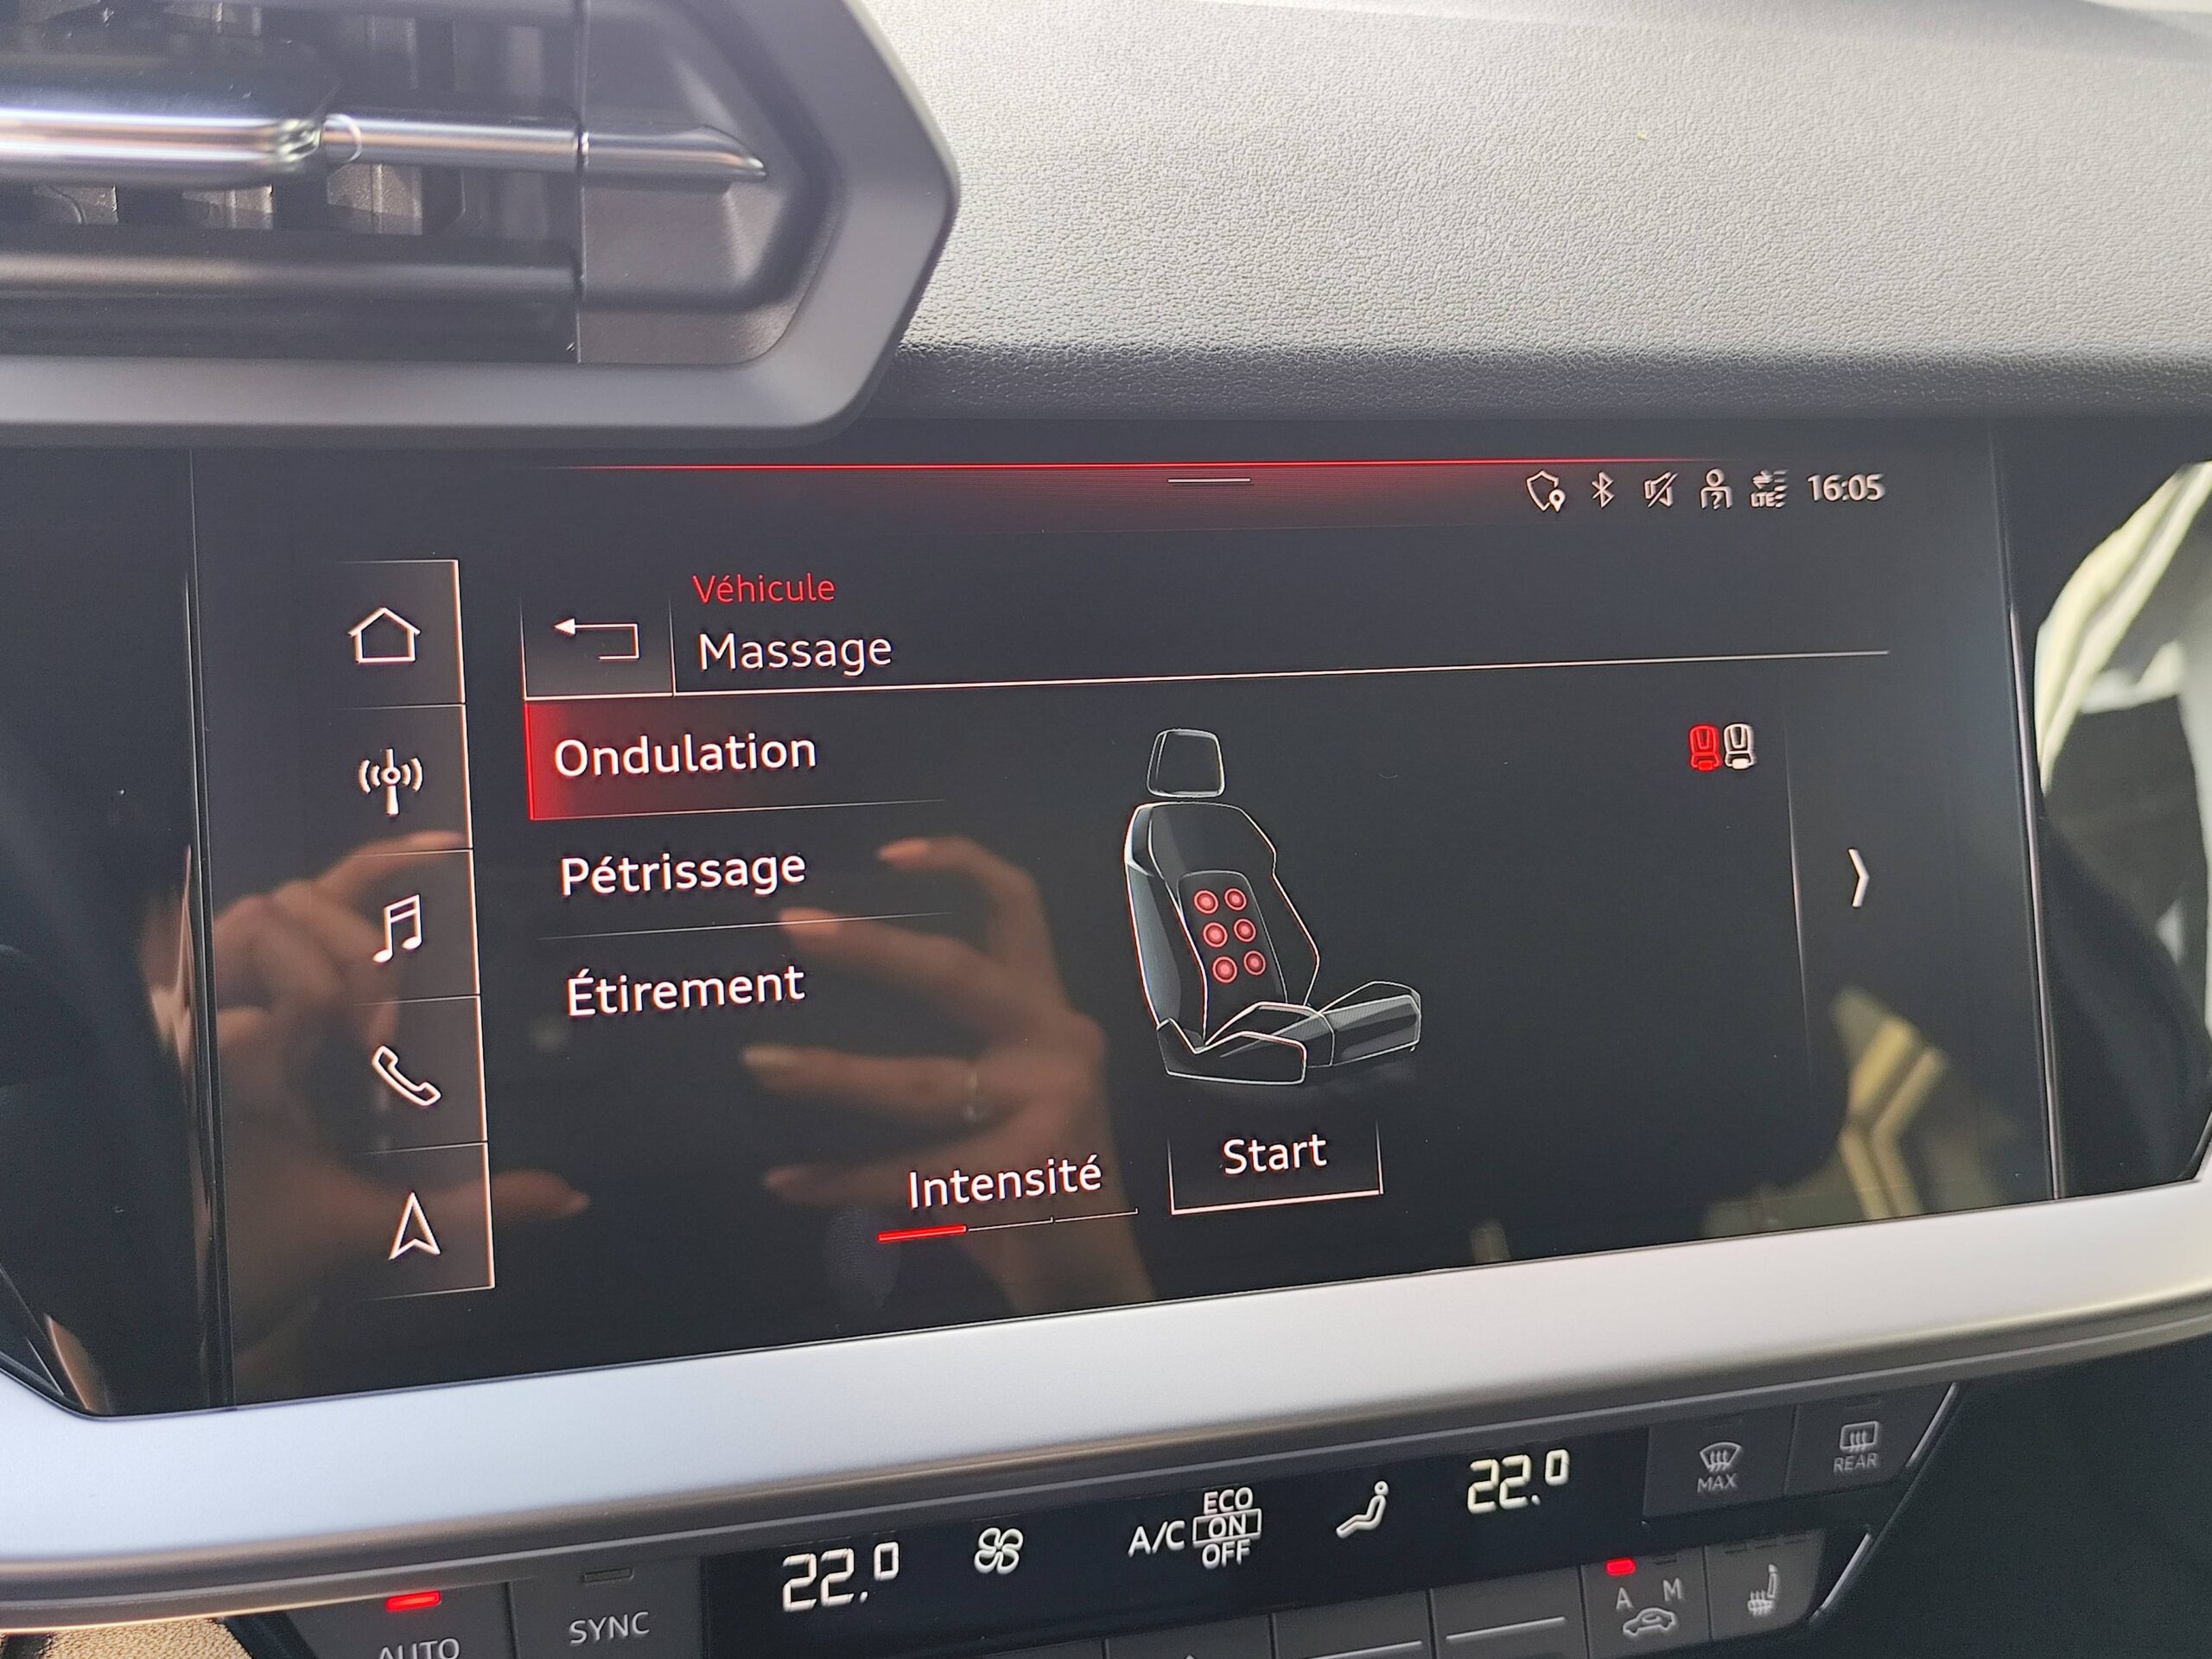 LTE 16:05
Véhicule
Massage
Ondulation
Pétrissage
Étirement
Intensité
Start
22.0
A/C
ECO
ON
OFF
22.0
MAX
REAR
AUTO
SYNC
A M